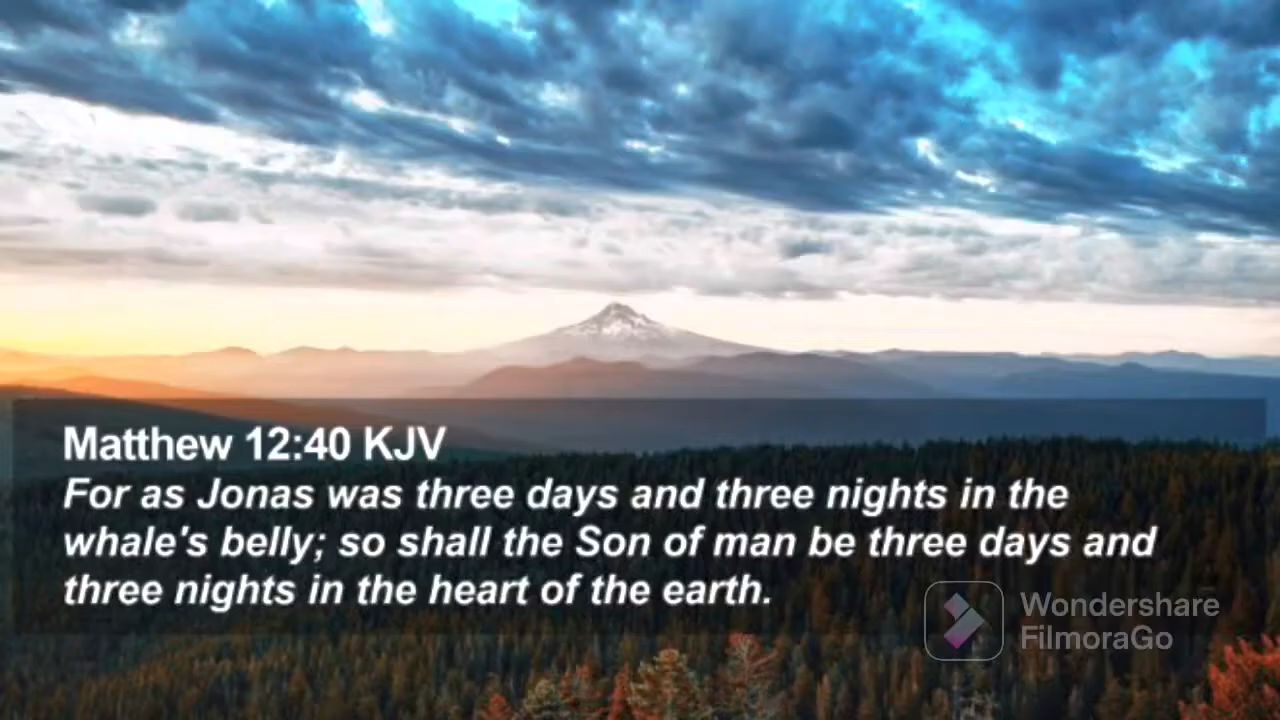 Matthew 12:40 KJV
For as Jonas was three days and three nights in the
whale's belly; so shall the Son of man be three days and
three nights in the heart of the earth.
Wondershare
FilmoraGo